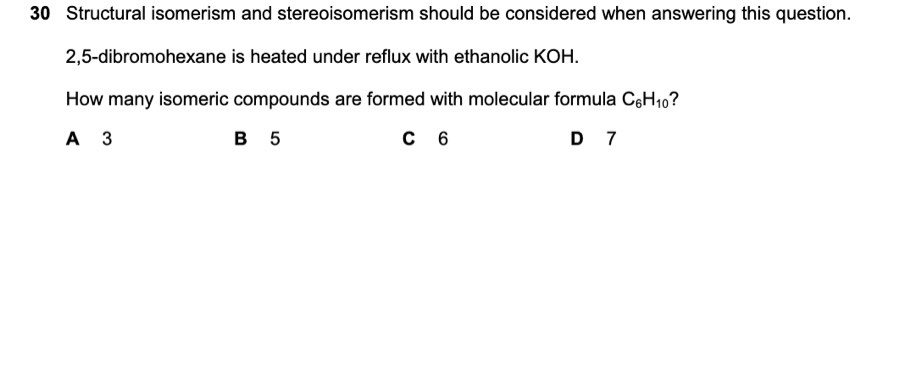 30 Structural isomerism and stereoisomerism should be considered when answering this question.
2,5-dibromohexane is heated under reflux with ethanolic KOH.
How many isomeric compounds are formed with molecular formula C₆H₁₀?
A 3 B 5 C 6 D 7